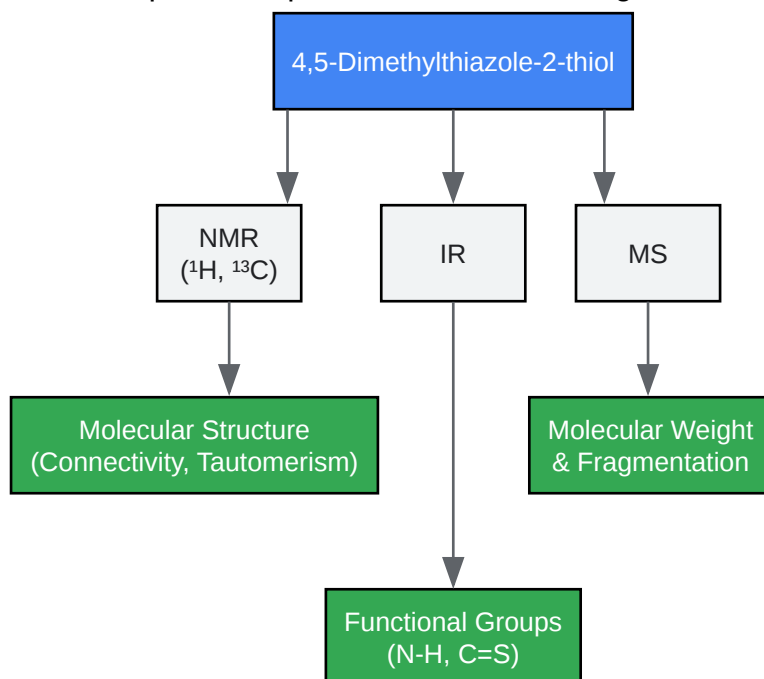 4,5-Dimethylthiazole-2-thiol
NMR
(¹H, ¹³C)
IR
MS
Molecular Structure
(Connectivity, Tautomerism)
Molecular Weight
& Fragmentation
Functional Groups
(N-H, C=S)